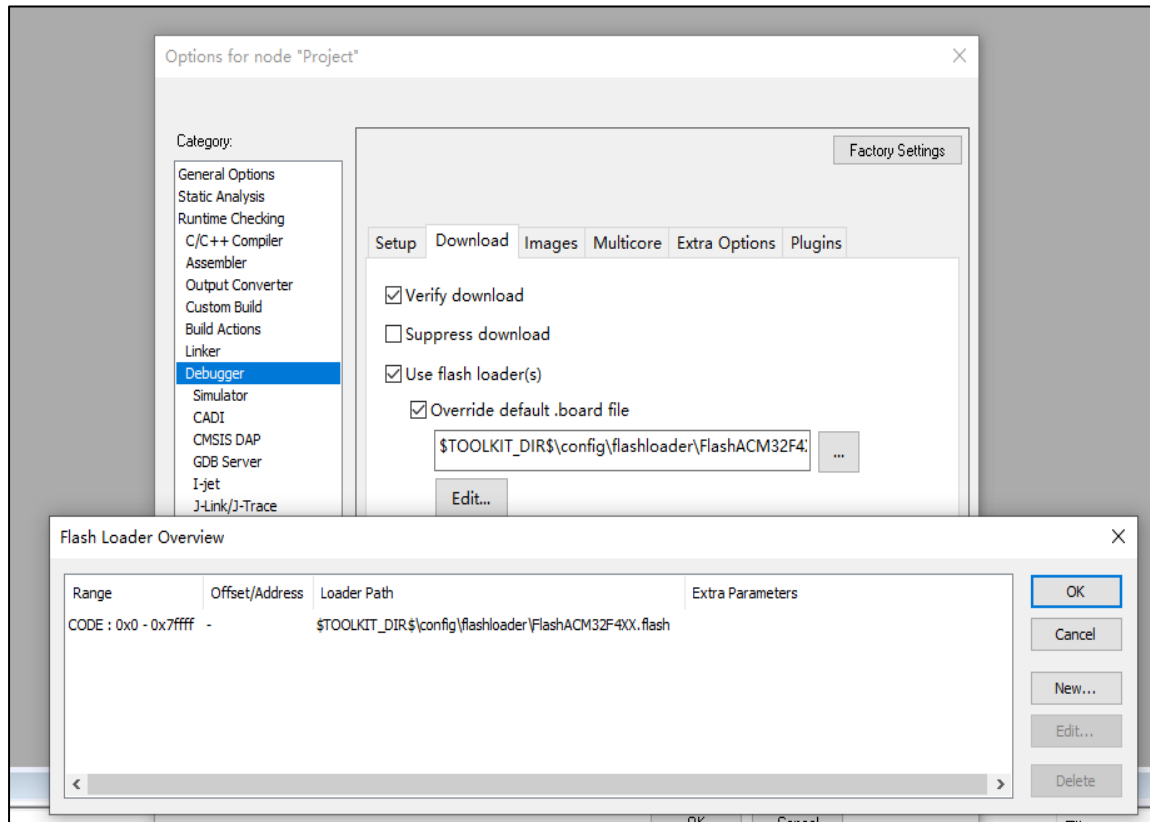 Options for node "Project"
Category:
Factory Settings
General Options
Static Analysis
Runtime Checking
C/C++ Compiler
Assembler
Output Converter
Custom Build
Build Actions
Linker
Debugger
Simulator
CADI
CMSIS DAP
GDB Server
I-jet
J-Link/J-Trace
Setup Download Images Multicore Extra Options Plugins
Verify download
Suppress download
Use flash loader(s)
Override default .board file
$TOOLKIT_DIR$\config\flashloader\FlashACM32F4
...
Edit...
Flash Loader Overview
Range Offset/Address Loader Path Extra Parameters
CODE : 0x0 - 0x7ffff - $TOOLKIT_DIR$\config\flashloader\FlashACM32F4XX.flash
OK
Cancel
New...
Edit...
Delete